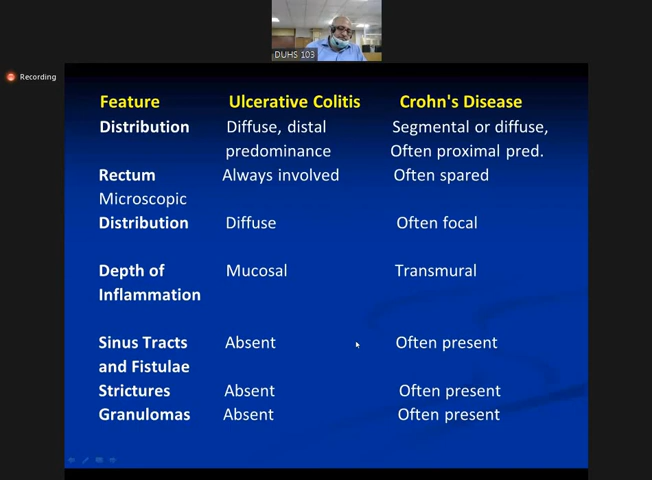 DUHS 103
Recording
Feature Ulcerative Colitis Crohn's Disease
Distribution Diffuse, distal Segmental or diffuse,
predominance Often proximal pred.
Rectum Always involved Often spared
Microscopic
Distribution Diffuse Often focal
Depth of Mucosal Transmural
Inflammation
Sinus Tracts Absent Often present
and Fistulae
Strictures Absent Often present
Granulomas Absent Often present